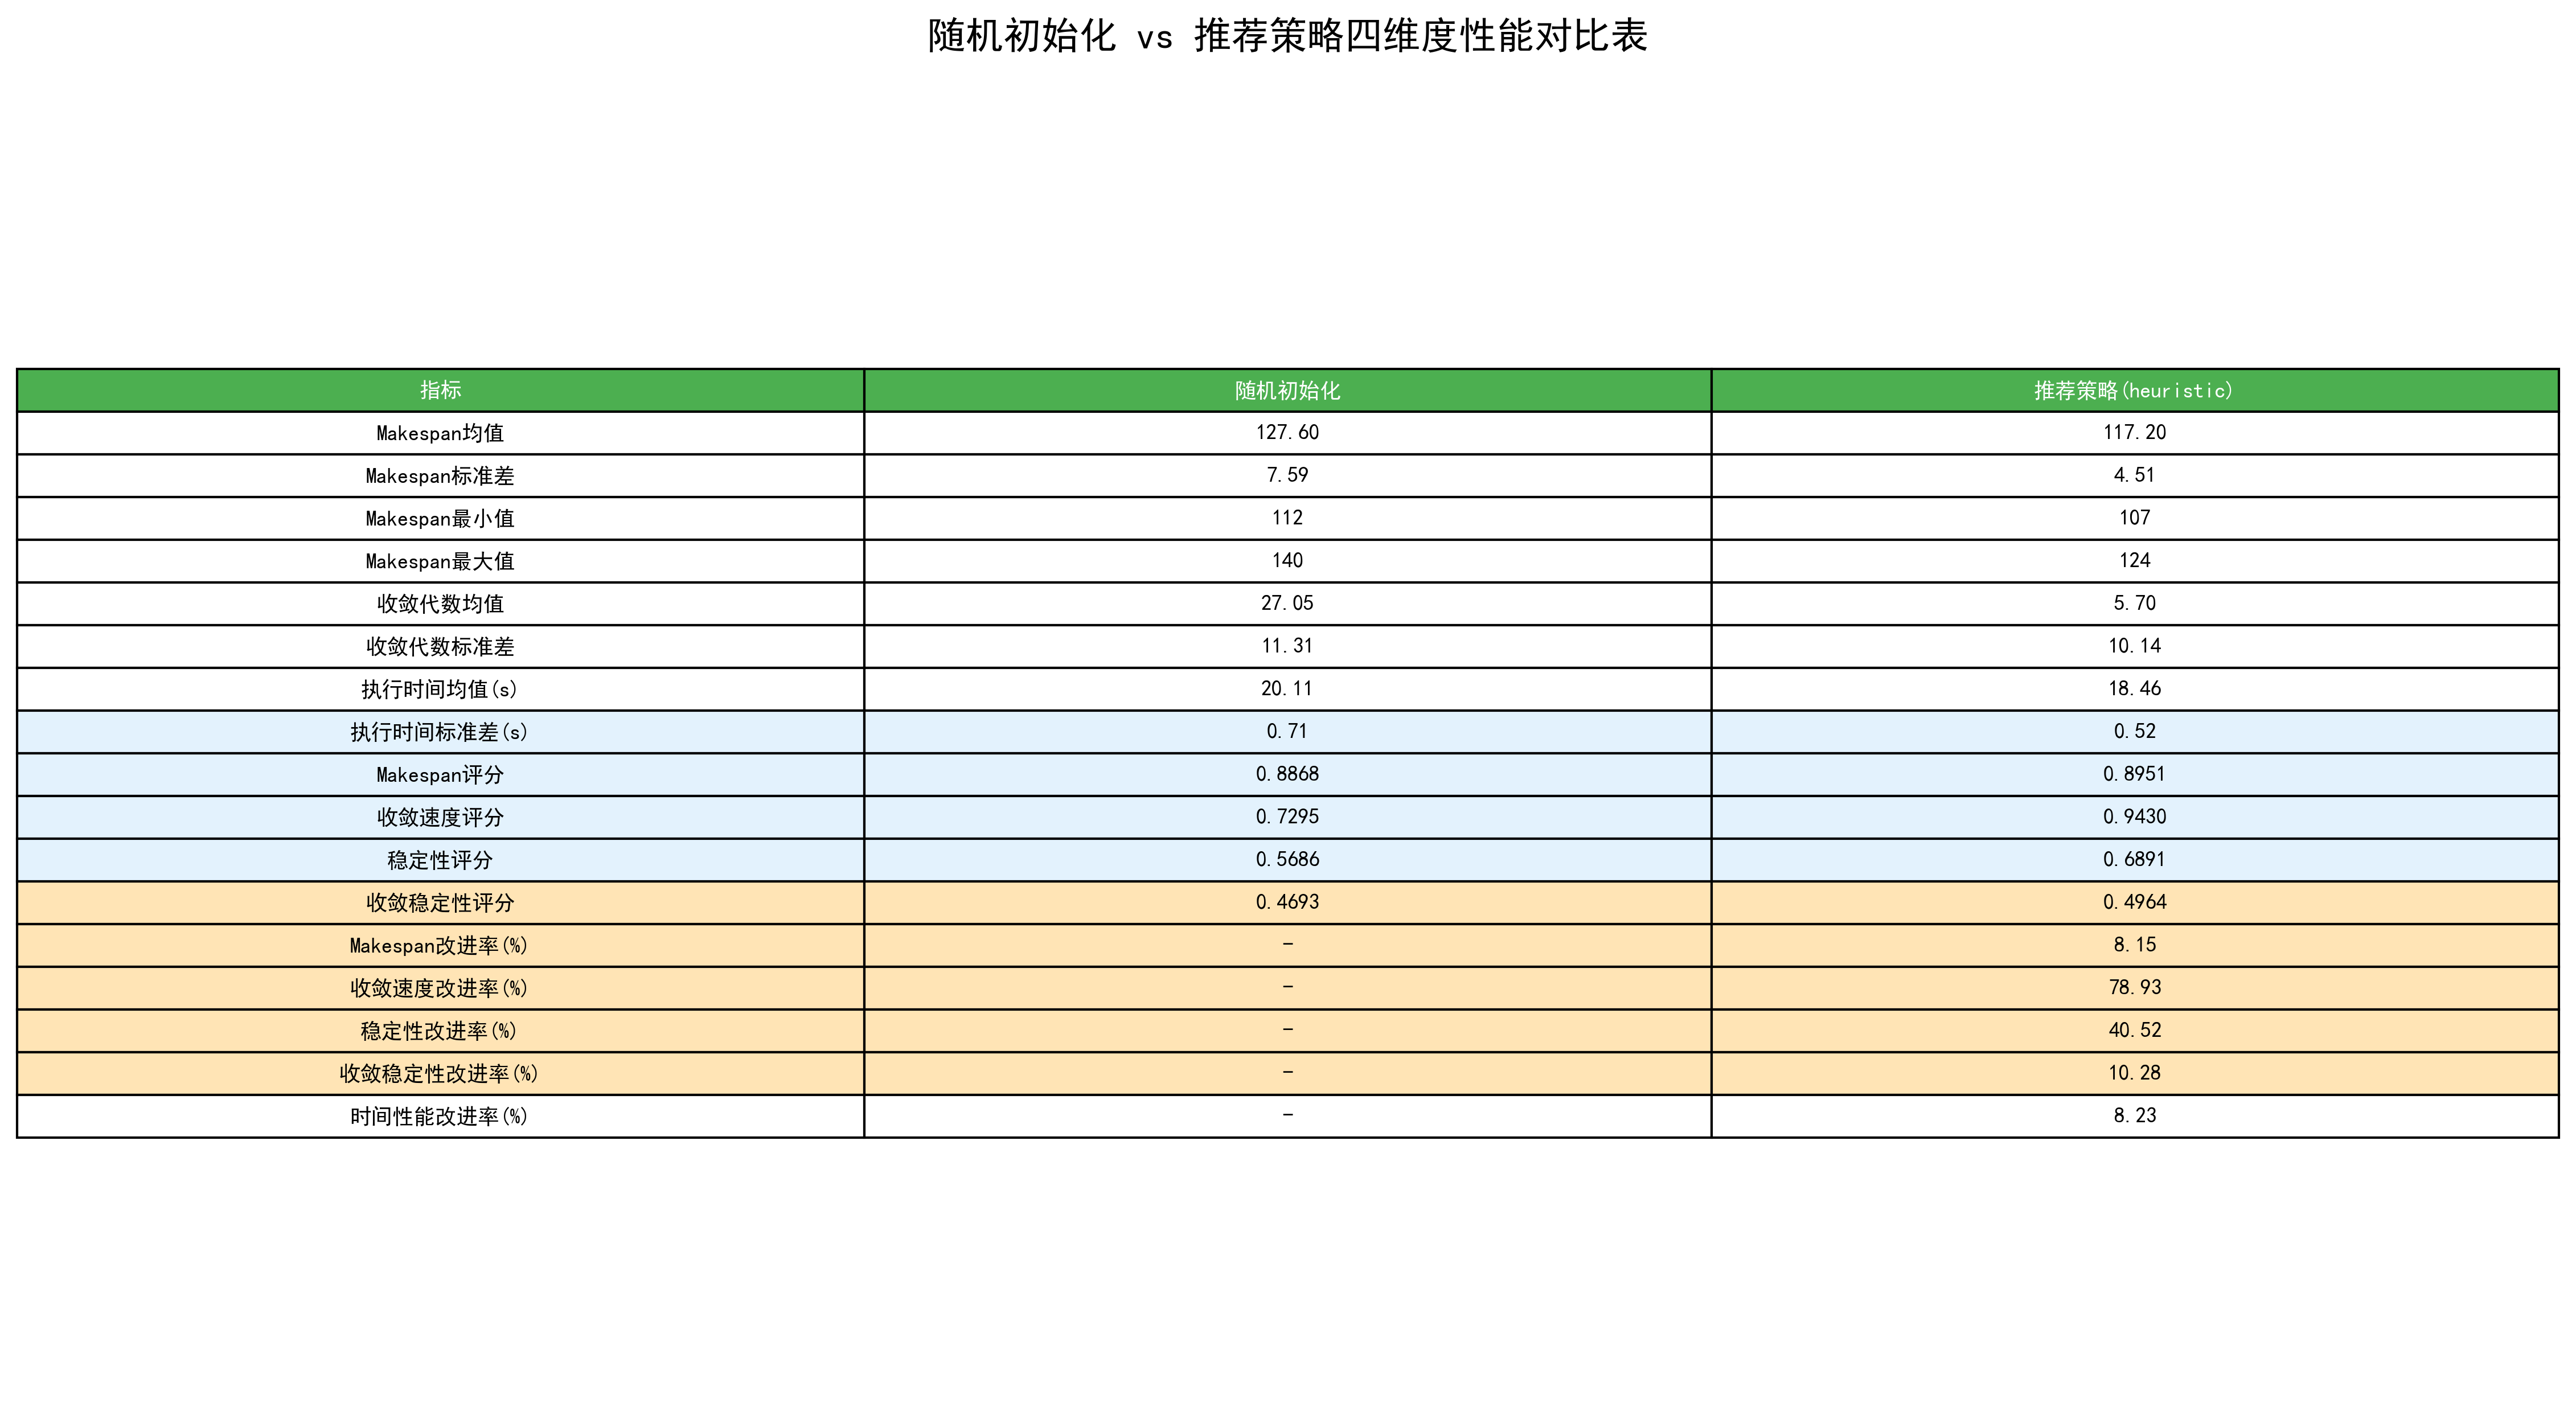 随机初始化 vs 推荐策略四维度性能对比表
指标 随机初始化 推荐策略(heuristic)
Makespan均值 127.60 117.20
Makespan标准差 7.59 4.51
Makespan最小值 112 107
Makespan最大值 140 124
收敛代数均值 27.05 5.70
收敛代数标准差 11.31 10.14
执行时间均值(s) 20.11 18.46
执行时间标准差(s) 0.71 0.52
Makespan评分 0.8868 0.8951
收敛速度评分 0.7295 0.9430
稳定性评分 0.5686 0.6891
收敛稳定性评分 0.4693 0.4964
Makespan改进率(%) - 8.15
收敛速度改进率(%) - 78.93
稳定性改进率(%) - 40.52
收敛稳定性改进率(%) - 10.28
时间性能改进率(%) - 8.23